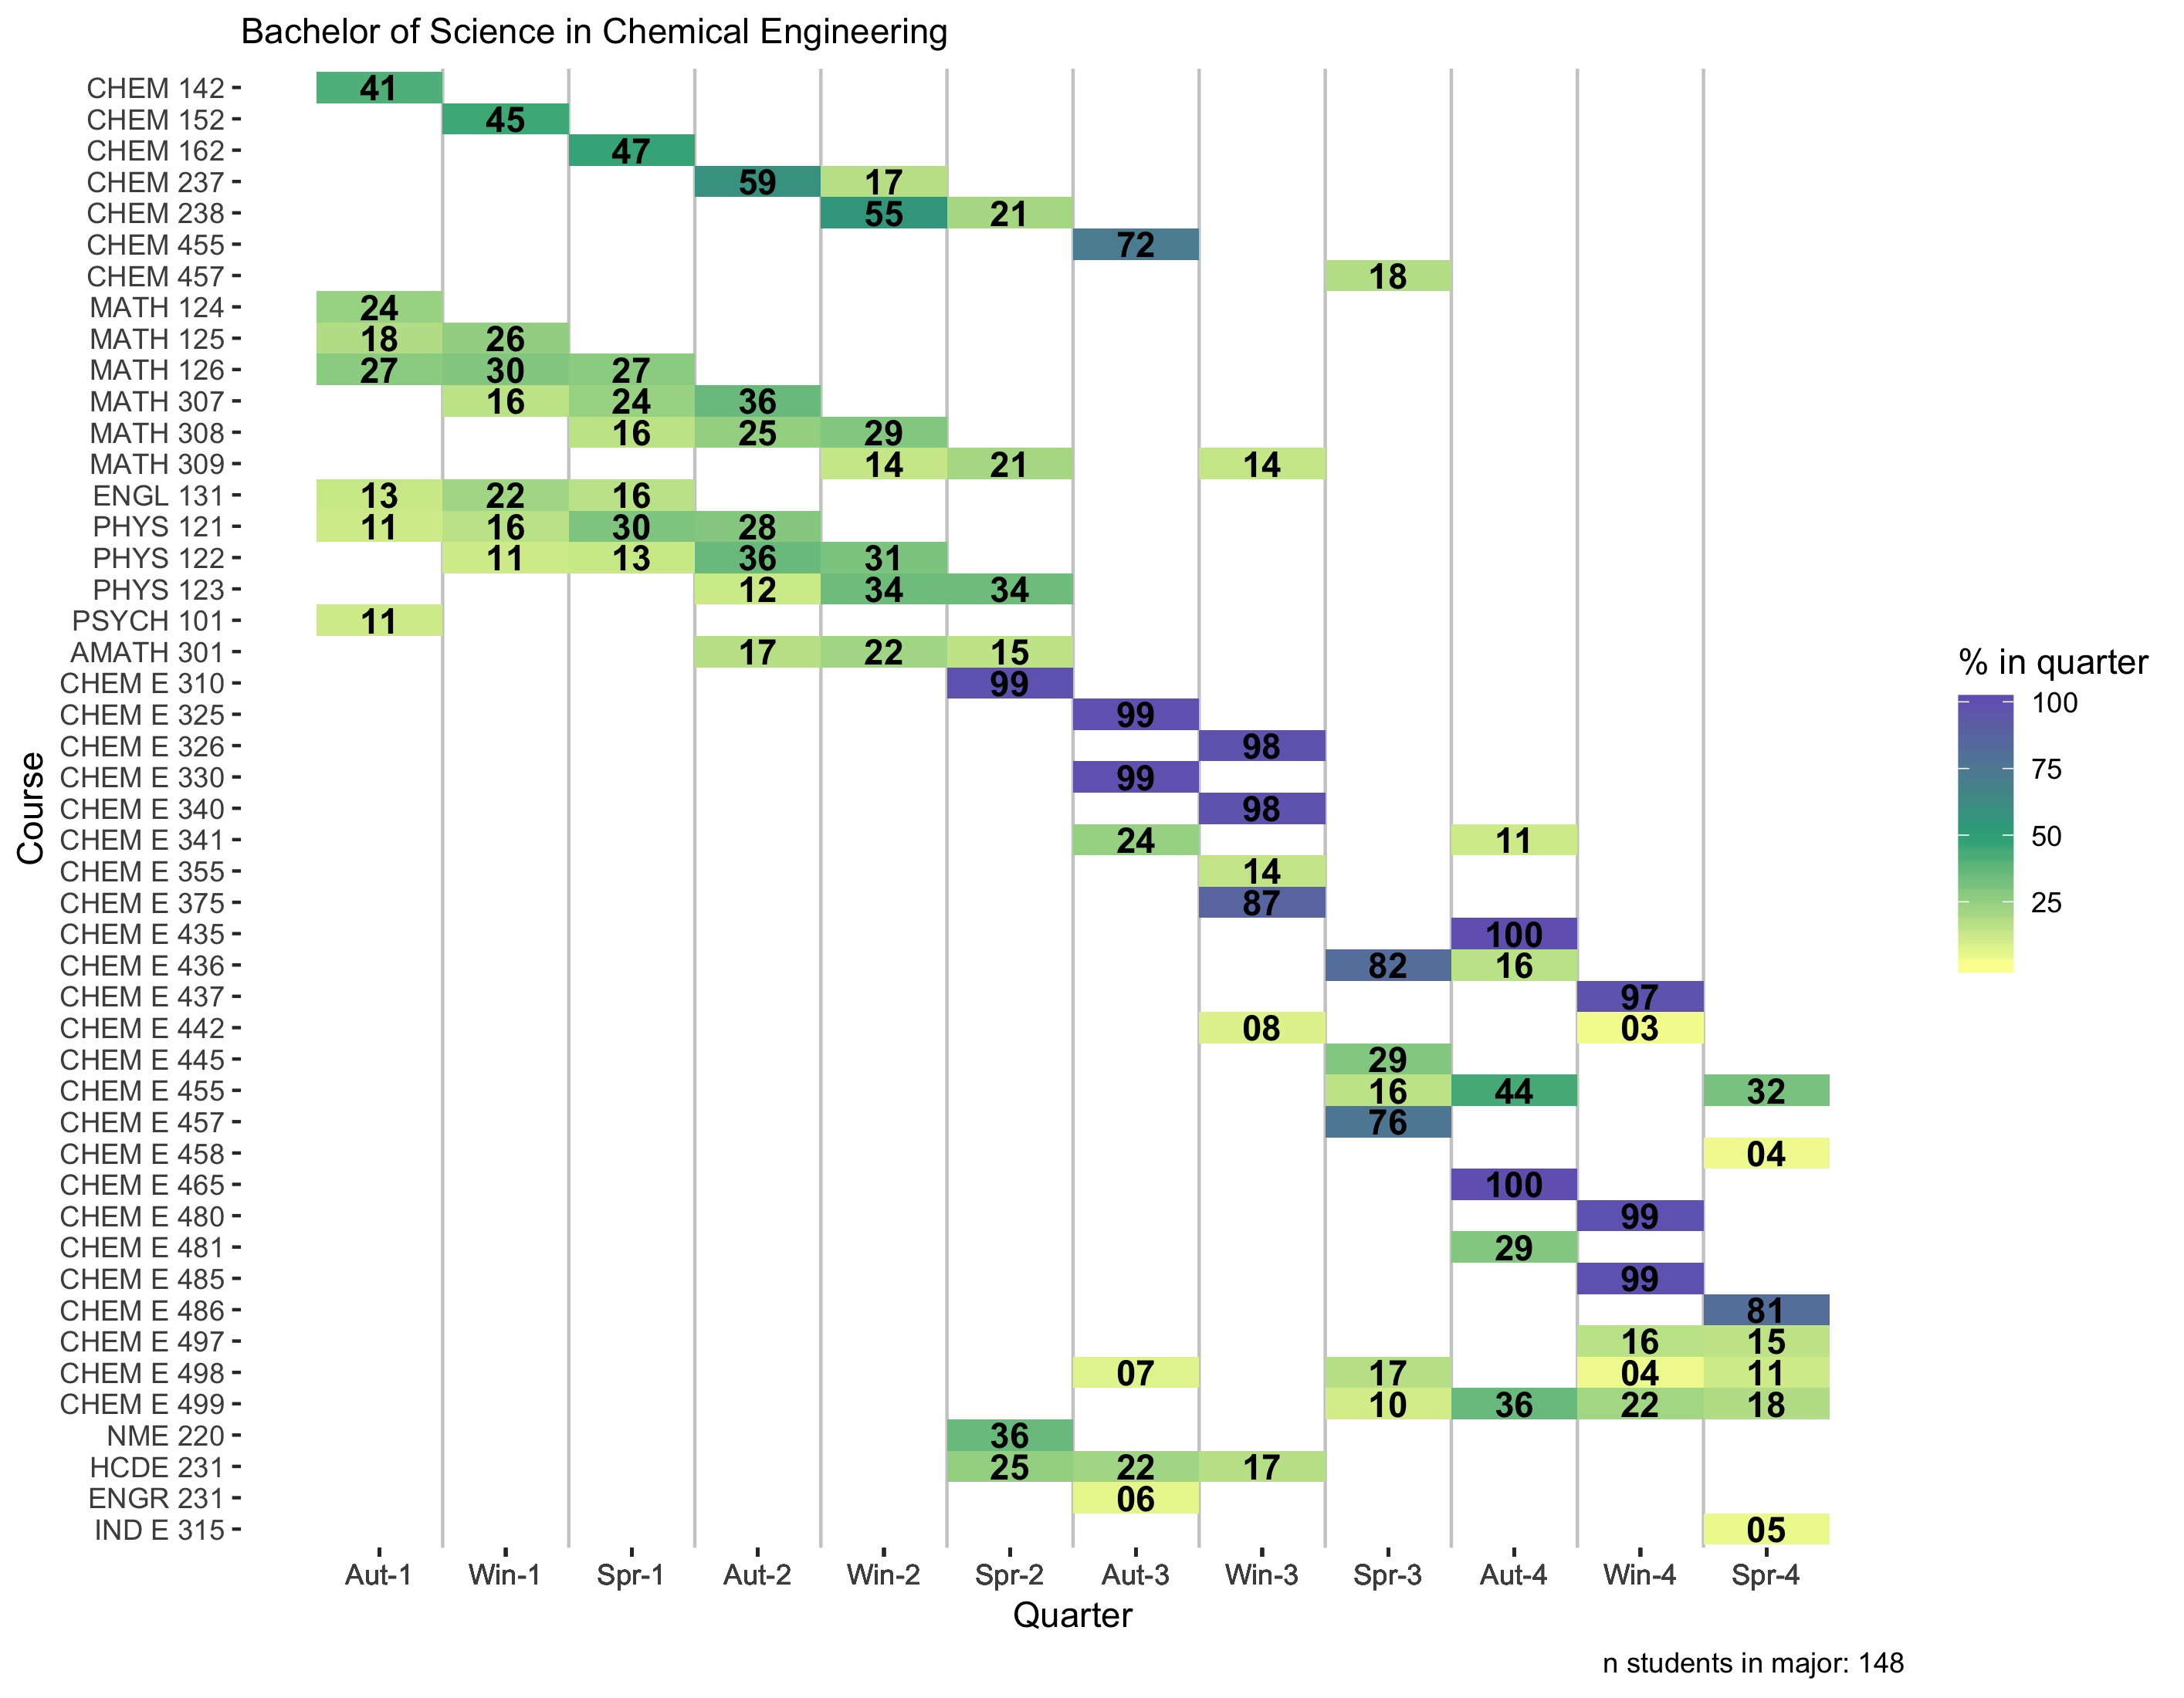 Bachelor of Science in Chemical Engineering
CHEM 142 41
CHEM 152 45
CHEM 162 47
CHEM 237 59 17
CHEM 238 55 21
CHEM 455 72
CHEM 457 18
MATH 124 24
MATH 125 18 26
MATH 126 27 30 27
MATH 307 16 24 36
MATH 308 16 25 29
MATH 309 14 21 14
ENGL 131 13 22 16
PHYS 121 11 16 30 28
PHYS 122 11 13 36 31
PHYS 123 12 34 34
PSYCH 101 11
AMATH 301 17 22 15
CHEM E 310 99
CHEM E 325 99
CHEM E 326 98
CHEM E 330 99
CHEM E 340 98
CHEM E 341 24 11
CHEM E 355 14
CHEM E 375 87
CHEM E 435 100
CHEM E 436 82 16
CHEM E 437 97
CHEM E 442 08 03
CHEM E 445 29
CHEM E 455 16 44 32
CHEM E 457 76
CHEM E 458 04
CHEM E 465 100
CHEM E 480 99
CHEM E 481 29
CHEM E 485 99
CHEM E 486 81
CHEM E 497 16 15
CHEM E 498 07 17 04 11
CHEM E 499 10 36 22 18
NME 220 36
HCDE 231 25 22 17
ENGR 231 06
IND E 315 05
Course
Aut-1 Win-1 Spr-1 Aut-2 Win-2 Spr-2 Aut-3 Win-3 Spr-3 Aut-4 Win-4 Spr-4
Quarter
% in quarter
100
75
50
25
n students in major: 148